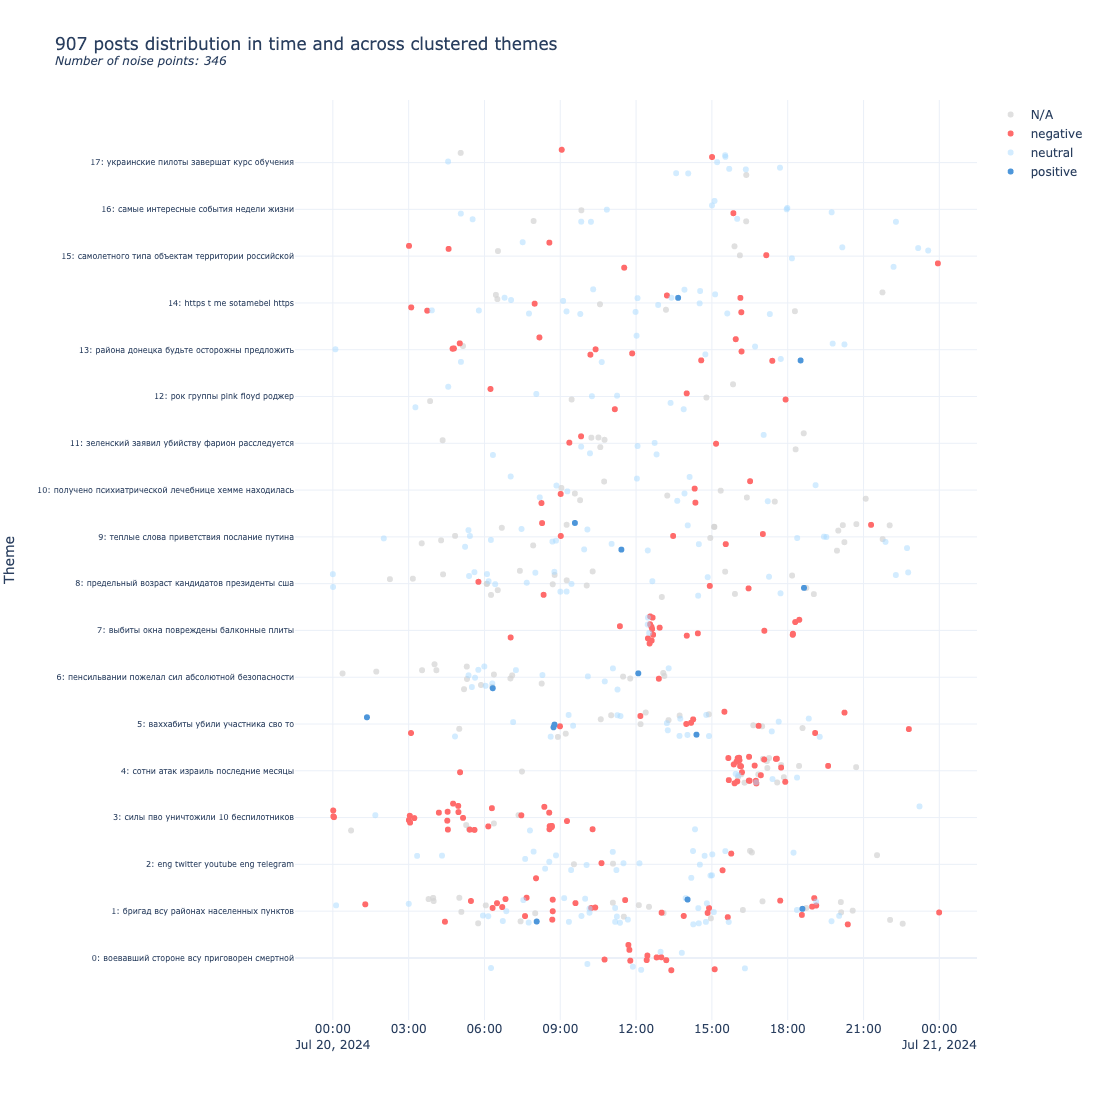 907 posts distribution in time and across clustered themes
Number of noise points: 346
N/A
negative
neutral
positive
Theme
17: украинские пилоты завершат курс обучения
16: самые интересные события недели жизни
15: самолетного типа объектам территории российской
14: https t me sotamebel https
13: района донецка будьте осторожны предложить
12: рок группы pink floyd роджер
11: зеленский заявил убийству фарион расследуется
10: получено психиатрической лечебнице хемме находилась
9: теплые слова приветствия послание путина
8: предельный возраст кандидатов президенты сша
7: выбиты окна повреждены балконные плиты
6: пенсильвании пожелал сил абсолютной безопасности
5: ваххабиты убили участника сво то
4: сотни атак израиль последние месяцы
3: силы пво уничтожили 10 беспилотников
2: eng twitter youtube eng telegram
1: бригад всу районах населенных пунктов
0: воевавший стороне всу приговорен смертной
00:00 03:00 06:00 09:00 12:00 15:00 18:00 21:00 00:00
Jul 20, 2024 Jul 21, 2024